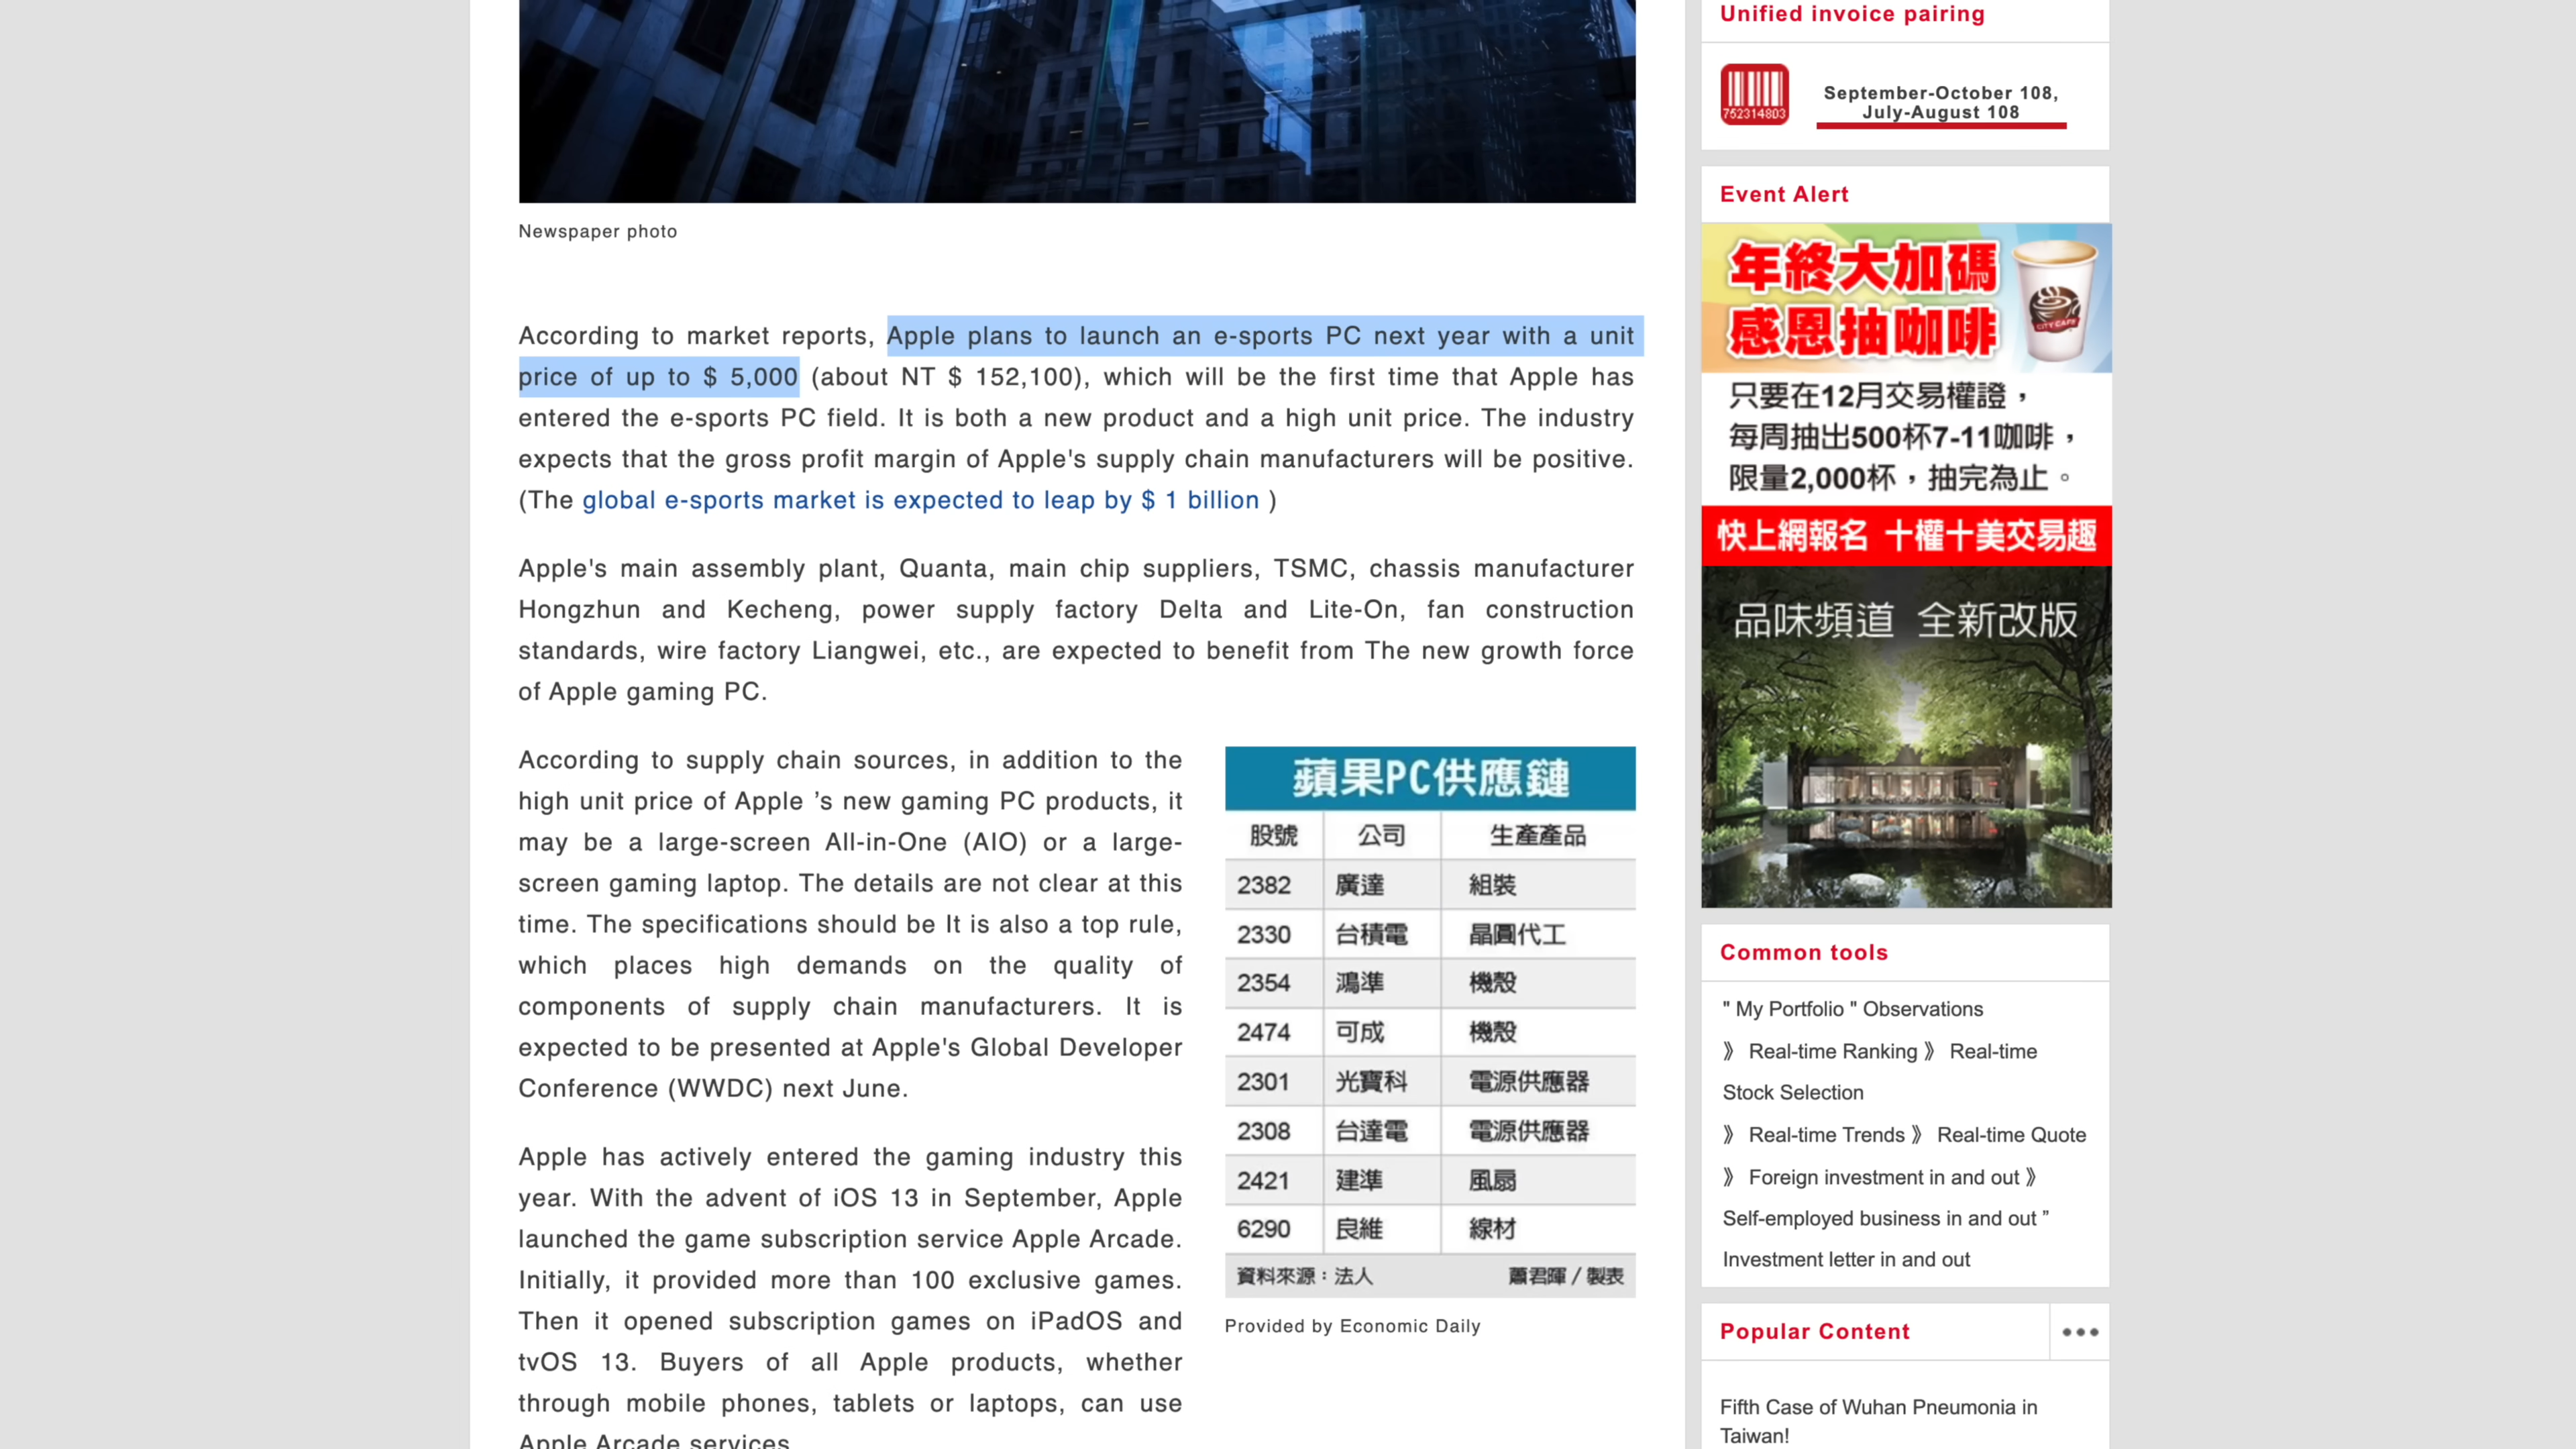 Newspaper photo
According to market reports, Apple plans to launch an e-sports PC next year with a unit
price of up to $ 5,000 (about NT $ 152,100), which will be the first time that Apple has
entered the e-sports PC field. It is both a new product and a high unit price. The industry
expects that the gross profit margin of Apple's supply chain manufacturers will be positive.
(The global e-sports market is expected to leap by $ 1 billion )
Apple's main assembly plant, Quanta, main chip suppliers, TSMC, chassis manufacturer
Hongzhun and Kecheng, power supply factory Delta and Lite-On, fan construction
standards, wire factory Liangwei, etc., are expected to benefit from The new growth force
of Apple gaming PC.
According to supply chain sources, in addition to the
high unit price of Apple ’s new gaming PC products, it
may be a large-screen All-in-One (AIO) or a large-
screen gaming laptop. The details are not clear at this
time. The specifications should be It is also a top rule,
which places high demands on the quality of
components of supply chain manufacturers. It is
expected to be presented at Apple's Global Developer
Conference (WWDC) next June.
Apple has actively entered the gaming industry this
year. With the advent of iOS 13 in September, Apple
launched the game subscription service Apple Arcade.
Initially, it provided more than 100 exclusive games.
Then it opened subscription games on iPadOS and
tvOS 13. Buyers of all Apple products, whether
through mobile phones, tablets or laptops, can use
Apple Arcade services
蘋果PC供應鏈
股號 公司 生產產品
2382 廣達 組裝
2330 台積電 晶圓代工
2354 鴻準 機殼
2474 可成 機殼
2301 光寶科 電源供應器
2308 台達電 電源供應器
2421 建準 風扇
6290 良維 線材
資料來源：法人 蕭君暉／製表
Provided by Economic Daily
Unified invoice pairing
752314803
September-October 108,
July-August 108
Event Alert
年終大加碼
感恩抽咖啡
CITY CAFE
只要在12月交易權證，
每周抽出500杯7-11咖啡，
限量2,000杯，抽完為止。
快上網報名 十權十美交易趣
品味頻道 全新改版
Common tools
" My Portfolio " Observations
》 Real-time Ranking 》 Real-time
Stock Selection
》 Real-time Trends 》 Real-time Quote
》 Foreign investment in and out 》
Self-employed business in and out ”
Investment letter in and out
Popular Content
Fifth Case of Wuhan Pneumonia in
Taiwan!